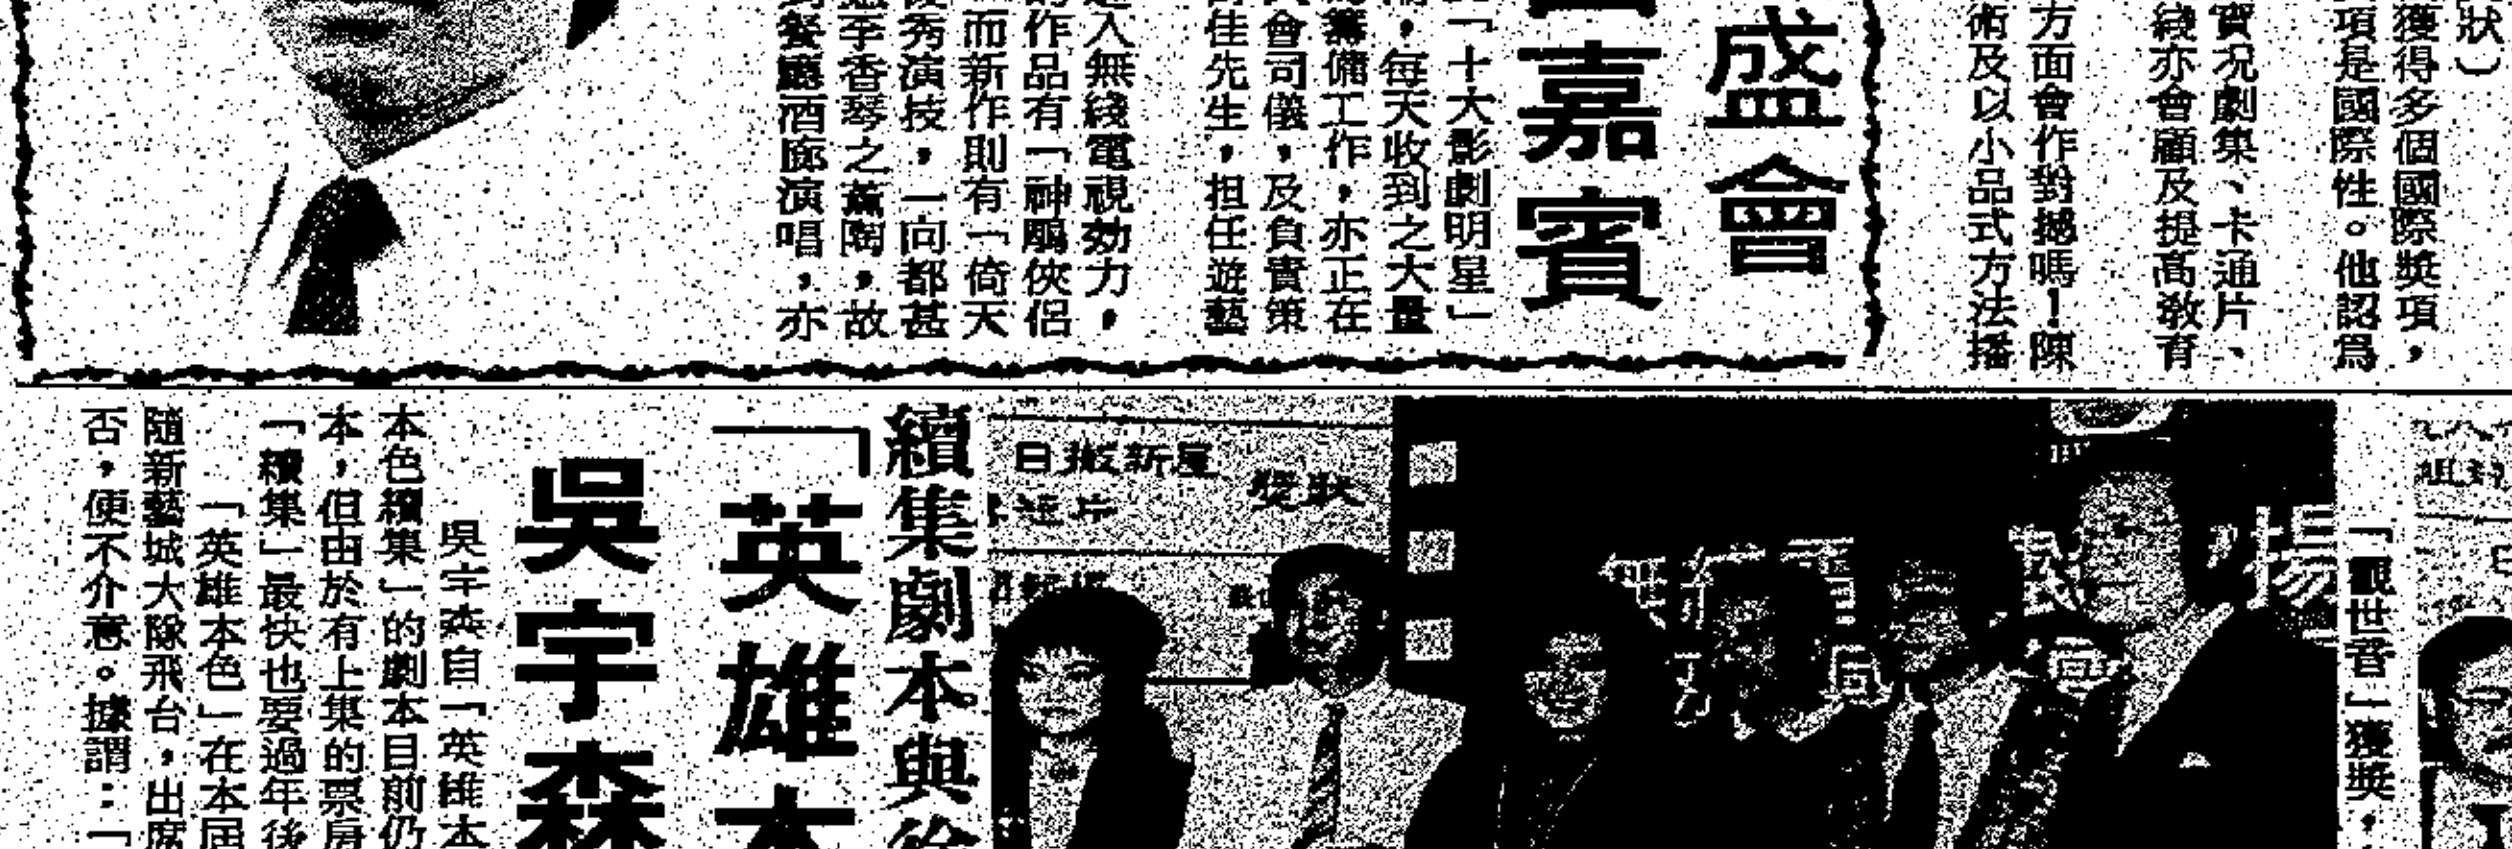 狀）
獲得多個國際獎項，
項是國際性。他認爲
實况劇集、卡通片、
綫亦會顧及提高敎育
方面會作對撼嗎！陳
術及以小品式方法播
盛會
嘉賓
「十大影劇明星」
，每天收到之大量
籌備工作，亦正在
會司儀，及負責策
佳先生，担任遊藝
入無綫電視効力，
作品有「神鵰俠侶
而新作則有「倚天
秀演技，一向都甚
李香琴之薰陶，故
餐廳酒廊演唱，亦
「觀世音」獲獎，
揚
續集劇本與
「英雄本
吳宇森
吳宇森自「英雄本
本色續集」的劇本目前仍
本，但由於有上集的票房
「續集」最快也要過年後
「英雄本色」在本屆
隨新藝城大隊飛台，出席
否，便不介意。據謂：「